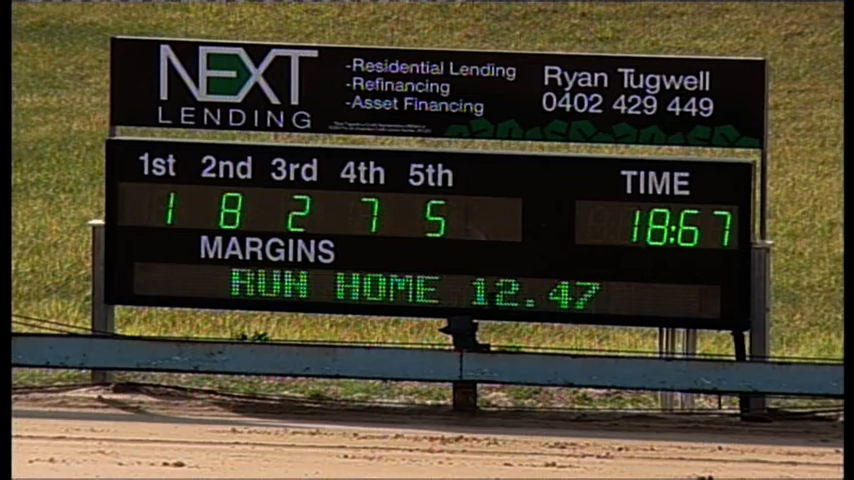 NEXT
LENDING
-Residential Lending
-Refinancing
-Asset Financing
Ryan Tugwell
0402 429 449
1st 2nd 3rd 4th 5th TIME
1 8 2 7 5 18:67
MARGINS
RUN HOME 12.47